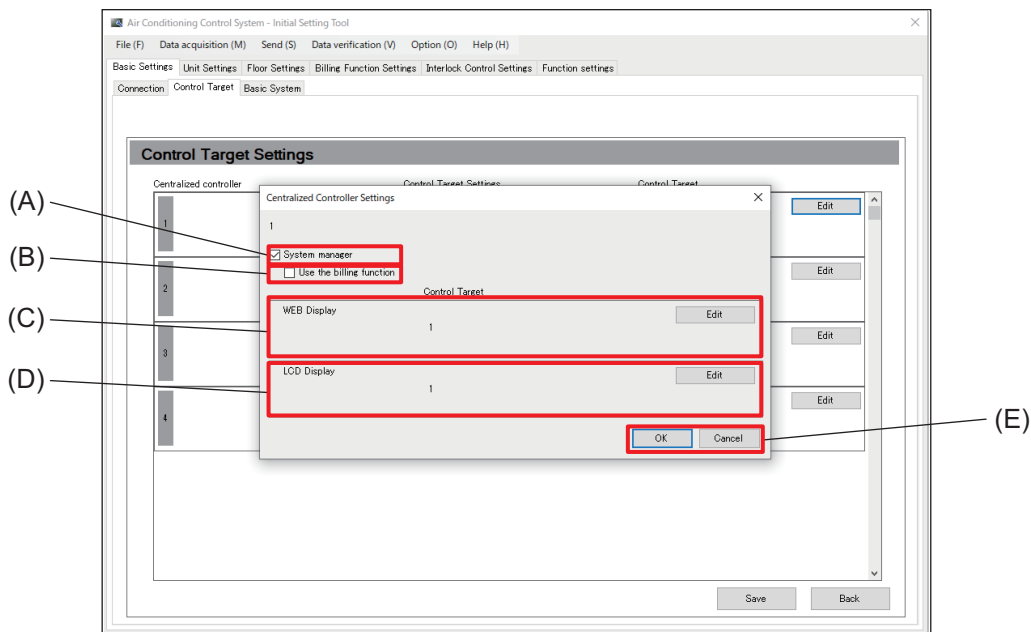 Air Conditioning Control System - Initial Setting Tool
File (F) Data acquisition (M) Send (S) Data verification (V) Option (O) Help (H)
Basic Settings Unit Settings Floor Settings Billing Function Settings Interlock Control Settings Function settings
Connection Control Target Basic System
Control Target Settings
Centralized controller Control Target Settings Control Target
1 Edit
2 Edit
3 Edit
4 Edit
Centralized Controller Settings
1
(A) System manager
(B) Use the billing function
Control Target
(C) WEB Display Edit
1
(D) LCD Display Edit
1
OK Cancel (E)
Save Back